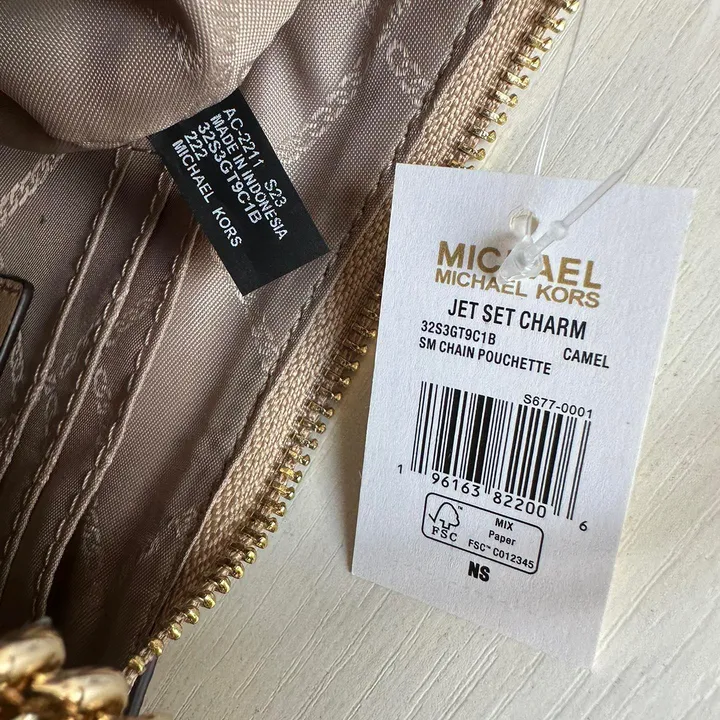 AC-2211 S23
MADE IN INDONESIA
32S3GT9C1B
222
MICHAEL KORS
MICHAEL
MICHAEL KORS
JET SET CHARM
32S3GT9C1B CAMEL
SM CHAIN POUCHETTE
S677-0001
1 96163 82200 6
FSC
MIX
Paper
FSC™ C012345
NS